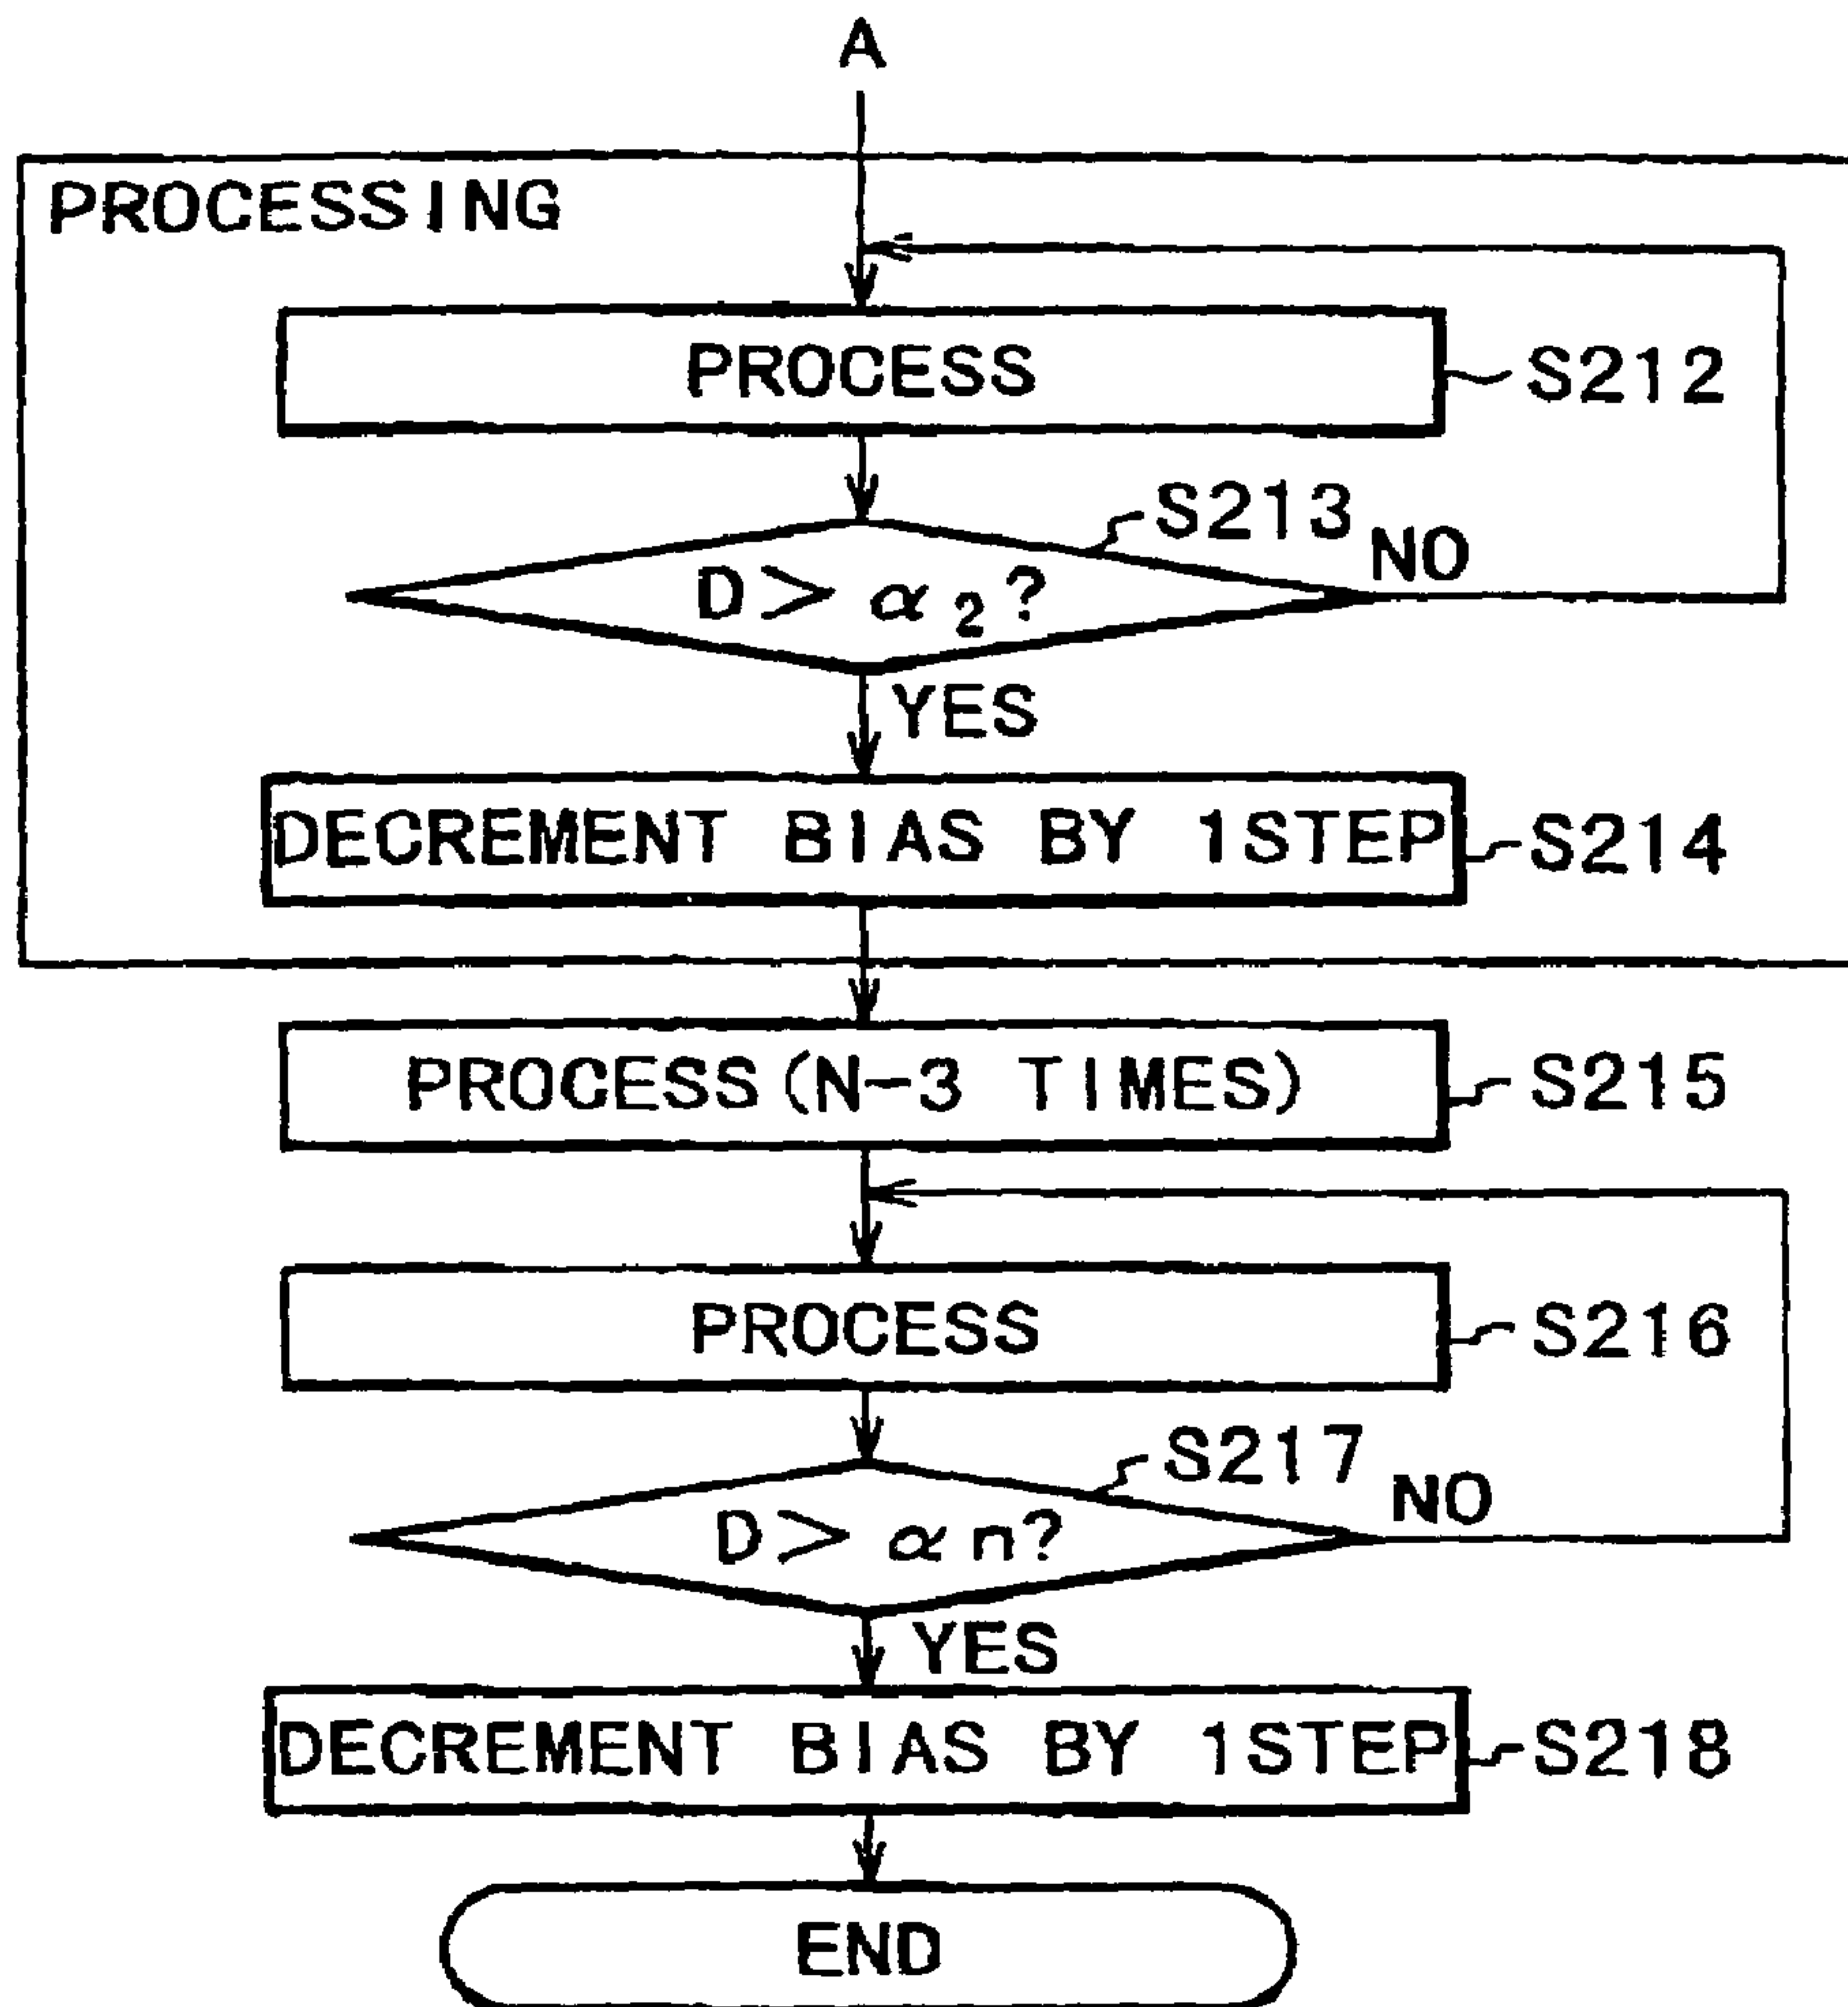 A
PROCESSING
PROCESS
S212
S213
D> α₂?
NO
YES
DECREMENT BIAS BY 1STEP
S214
PROCESS(N-3 TIMES)
S215
PROCESS
S216
S217
D> αn?
NO
YES
DECREMENT BIAS BY 1STEP
S218
END